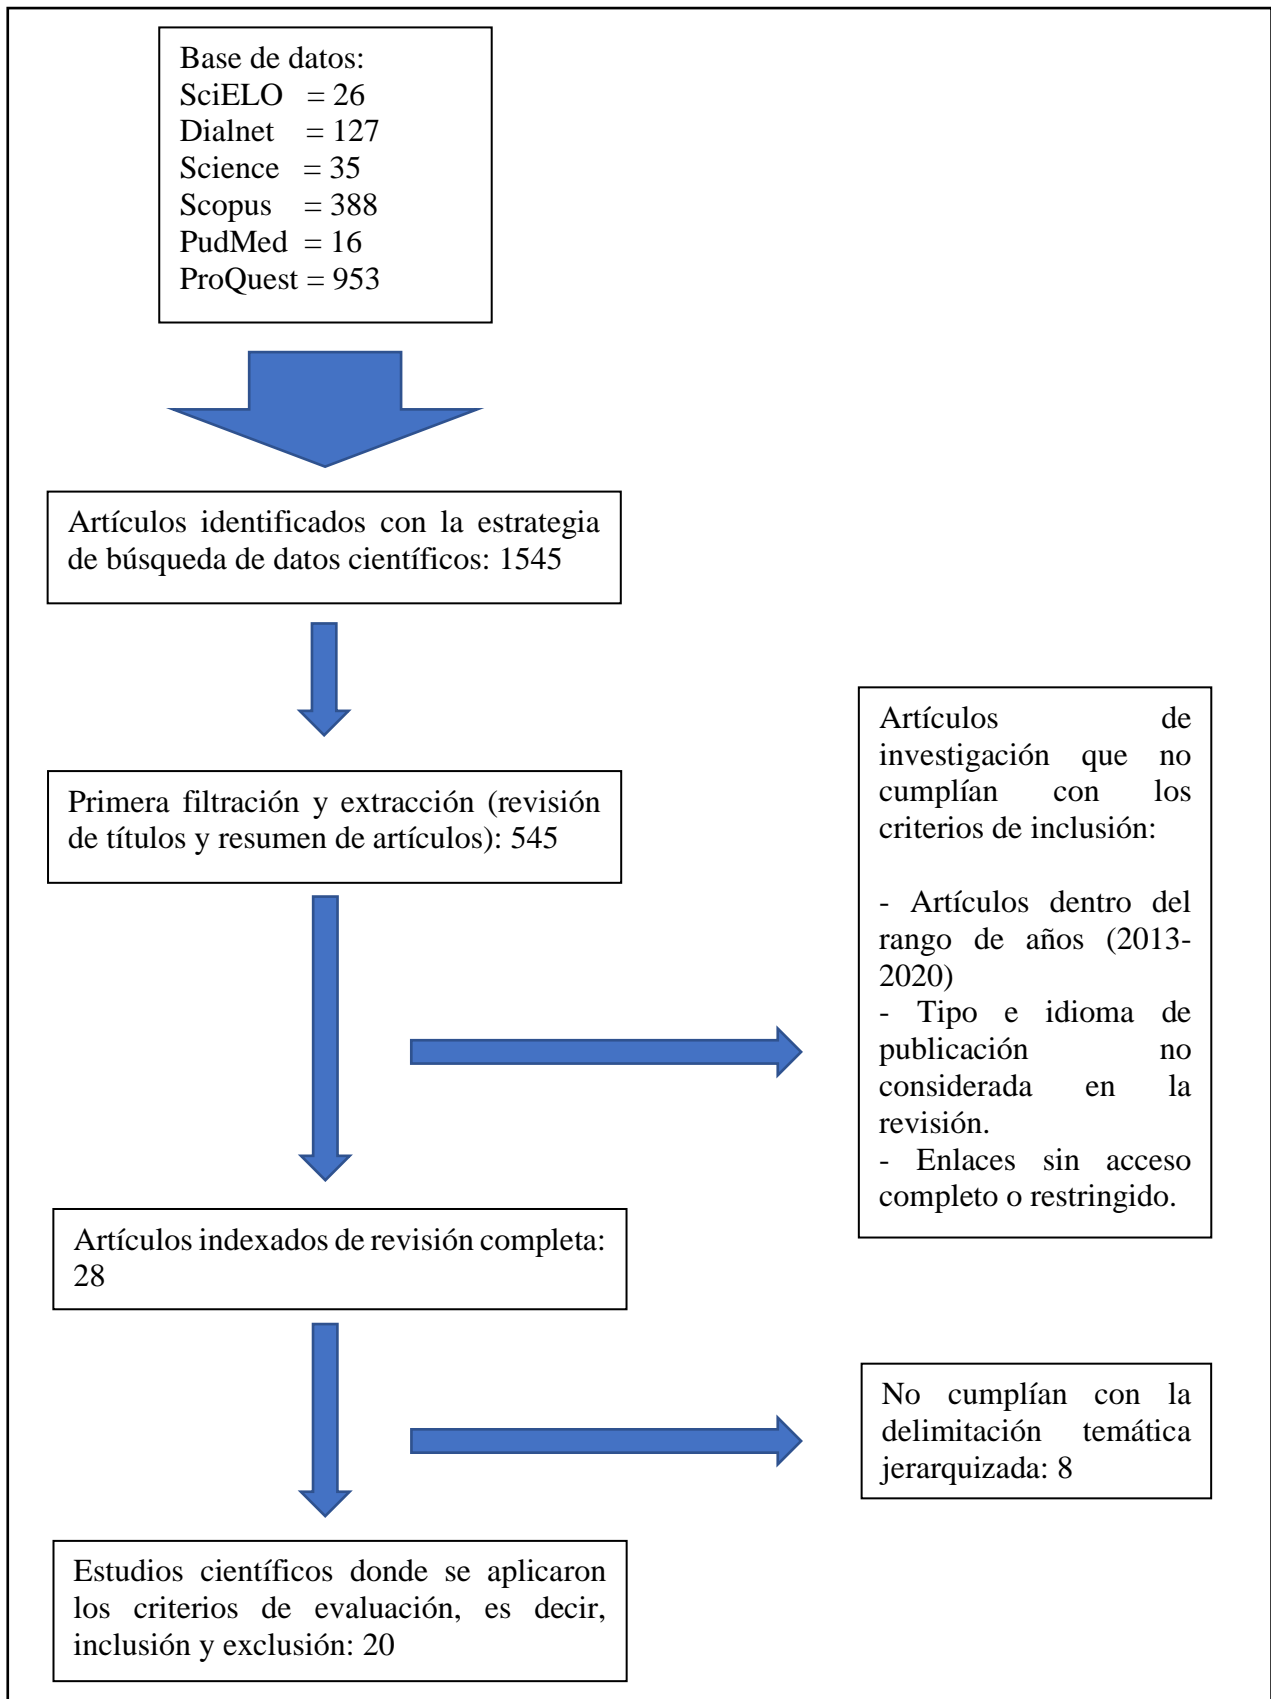 Base de datos:
SciELO = 26
Dialnet = 127
Science = 35
Scopus = 388
PudMed = 16
ProQuest = 953
Artículos identificados con la estrategia
de búsqueda de datos científicos: 1545
Primera filtración y extracción (revisión
de títulos y resumen de artículos): 545
Artículos de
investigación que no
cumplían con los
criterios de inclusión:
- Artículos dentro del
rango de años (2013-
2020)
- Tipo e idioma de
publicación no
considerada en la
revisión.
- Enlaces sin acceso
completo o restringido.
Artículos indexados de revisión completa:
28
No cumplían con la
delimitación temática
jerarquizada: 8
Estudios científicos donde se aplicaron
los criterios de evaluación, es decir,
inclusión y exclusión: 20